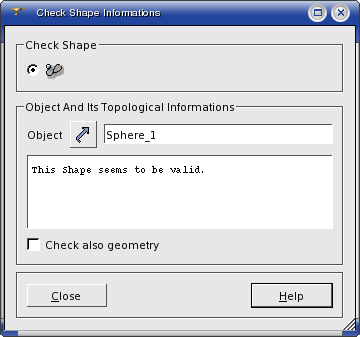 Check Shape Informations
Check Shape
Object And Its Topological Informations
Object Sphere_1
This Shape seems to be valid.
Check also geometry
Close Help